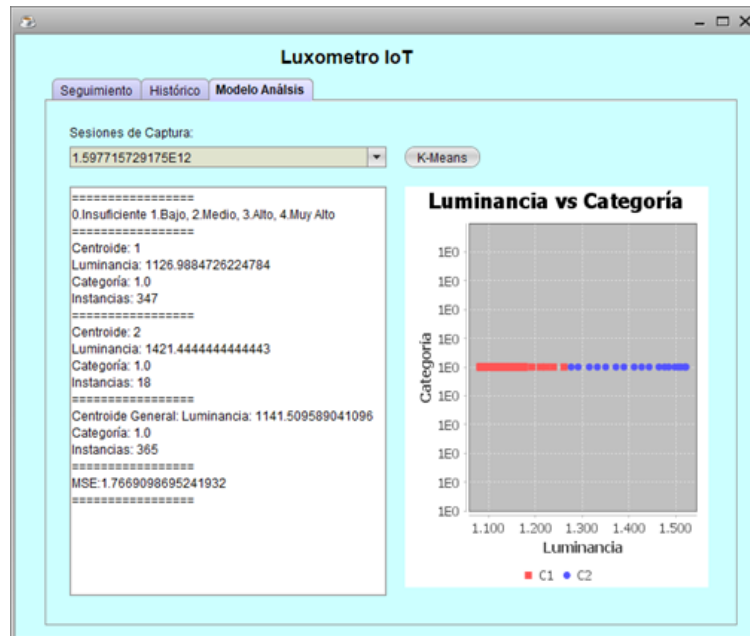 Luxometro IoT
Seguimiento Histórico Modelo Análsis
Sesiones de Captura:
1.597715729175E12
K-Means
=================
0.Insuficiente 1.Bajo, 2.Medio, 3.Alto, 4.Muy Alto
=================
Centroide: 1
Luminancia: 1126.9884726224784
Categoría: 1.0
Instancias: 347
=================
Centroide: 2
Luminancia: 1421.4444444444443
Categoría: 1.0
Instancias: 18
=================
Centroide General: Luminancia: 1141.509589041096
Categoría: 1.0
Instancias: 365
=================
MSE:1.7669098695241932
=================
Luminancia vs Categoría
Categoría
1E0
1E0
1E0
1E0
1E0
1E0
1E0
1E0
1E0
1E0
1.100 1.200 1.300 1.400 1.500
Luminancia
C1 C2